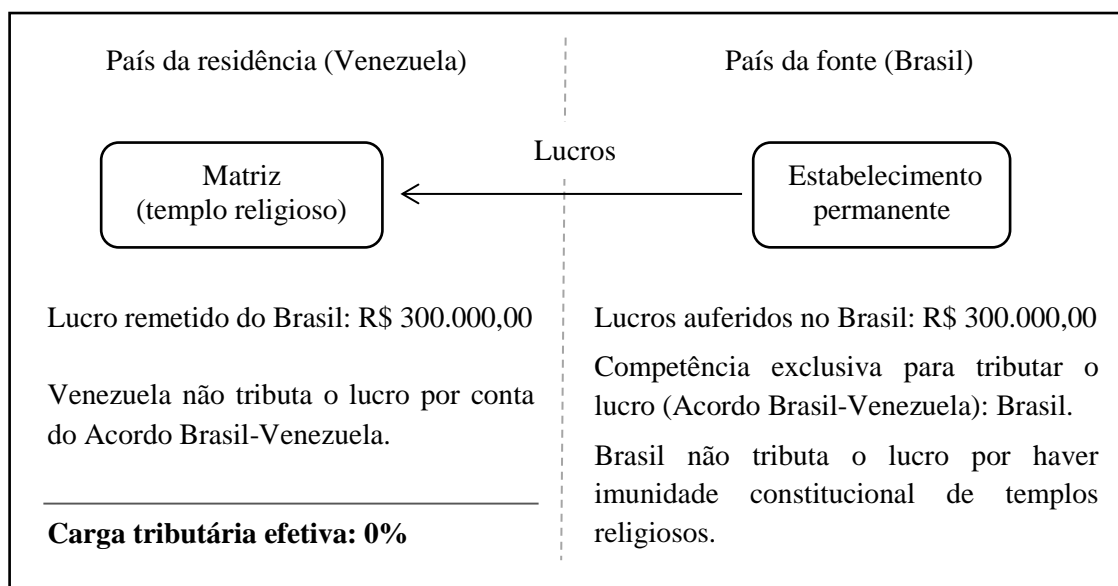 País da residência (Venezuela)
País da fonte (Brasil)
Lucros
Matriz
(templo religioso)
Estabelecimento
permanente
Lucro remetido do Brasil: R$ 300.000,00
Venezuela não tributa o lucro por conta
do Acordo Brasil-Venezuela.
Carga tributária efetiva: 0%
Lucros auferidos no Brasil: R$ 300.000,00
Competência exclusiva para tributar o
lucro (Acordo Brasil-Venezuela): Brasil.
Brasil não tributa o lucro por haver
imunidade constitucional de templos
religiosos.